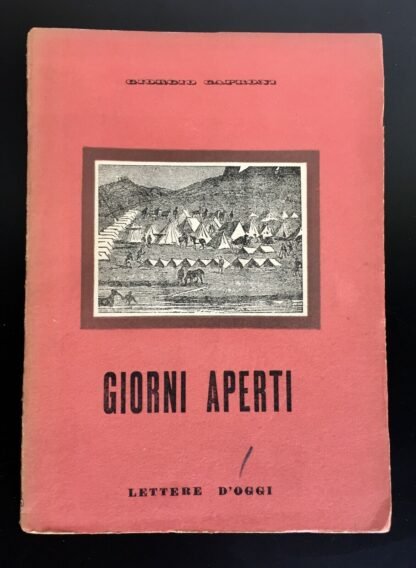 GIORGIO CAPRONI
GIORNI APERTI
LETTERE D'OGGI